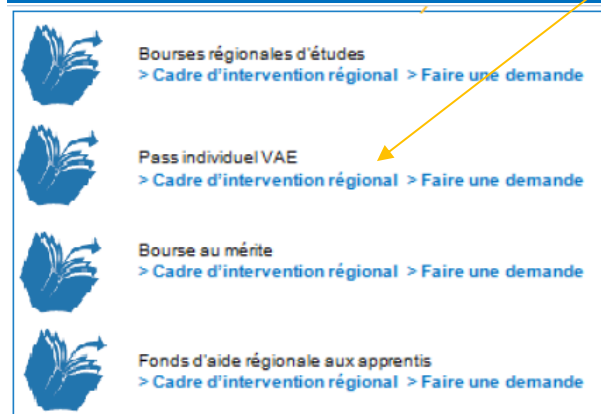 Bourses régionales d'études
> Cadre d'intervention régional > Faire une demande
Pass individuel VAE
> Cadre d'intervention régional > Faire une demande
Bourse au mérite
> Cadre d'intervention régional > Faire une demande
Fonds d'aide régionale aux apprentis
> Cadre d'intervention régional > Faire une demande